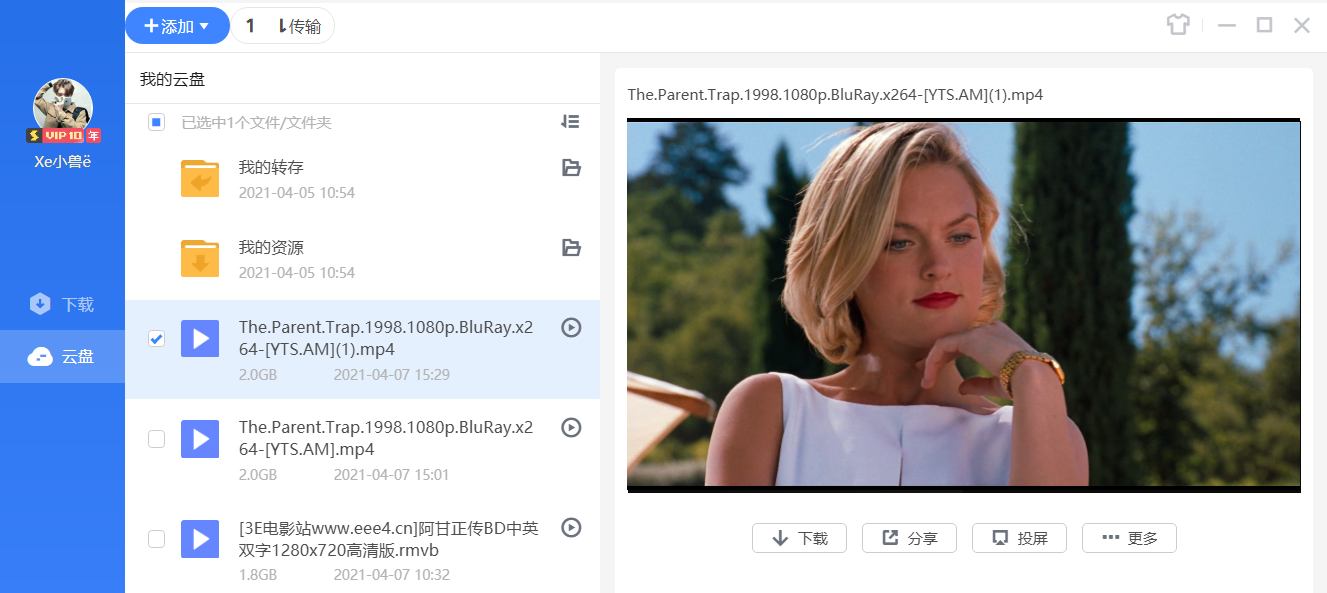 添加
1
传输
VIP 10 年
Xe小兽ë
下载
云盘
我的云盘
已选中1个文件/文件夹
我的转存
2021-04-05 10:54
我的资源
2021-04-05 10:54
The.Parent.Trap.1998.1080p.BluRay.x2
64-[YTS.AM](1).mp4
2.0GB 2021-04-07 15:29
The.Parent.Trap.1998.1080p.BluRay.x2
64-[YTS.AM].mp4
2.0GB 2021-04-07 15:01
[3E电影站www.eee4.cn]阿甘正传BD中英
双字1280x720高清版.rmvb
1.8GB 2021-04-07 10:32
The.Parent.Trap.1998.1080p.BluRay.x264-[YTS.AM](1).mp4
下载
分享
投屏
更多